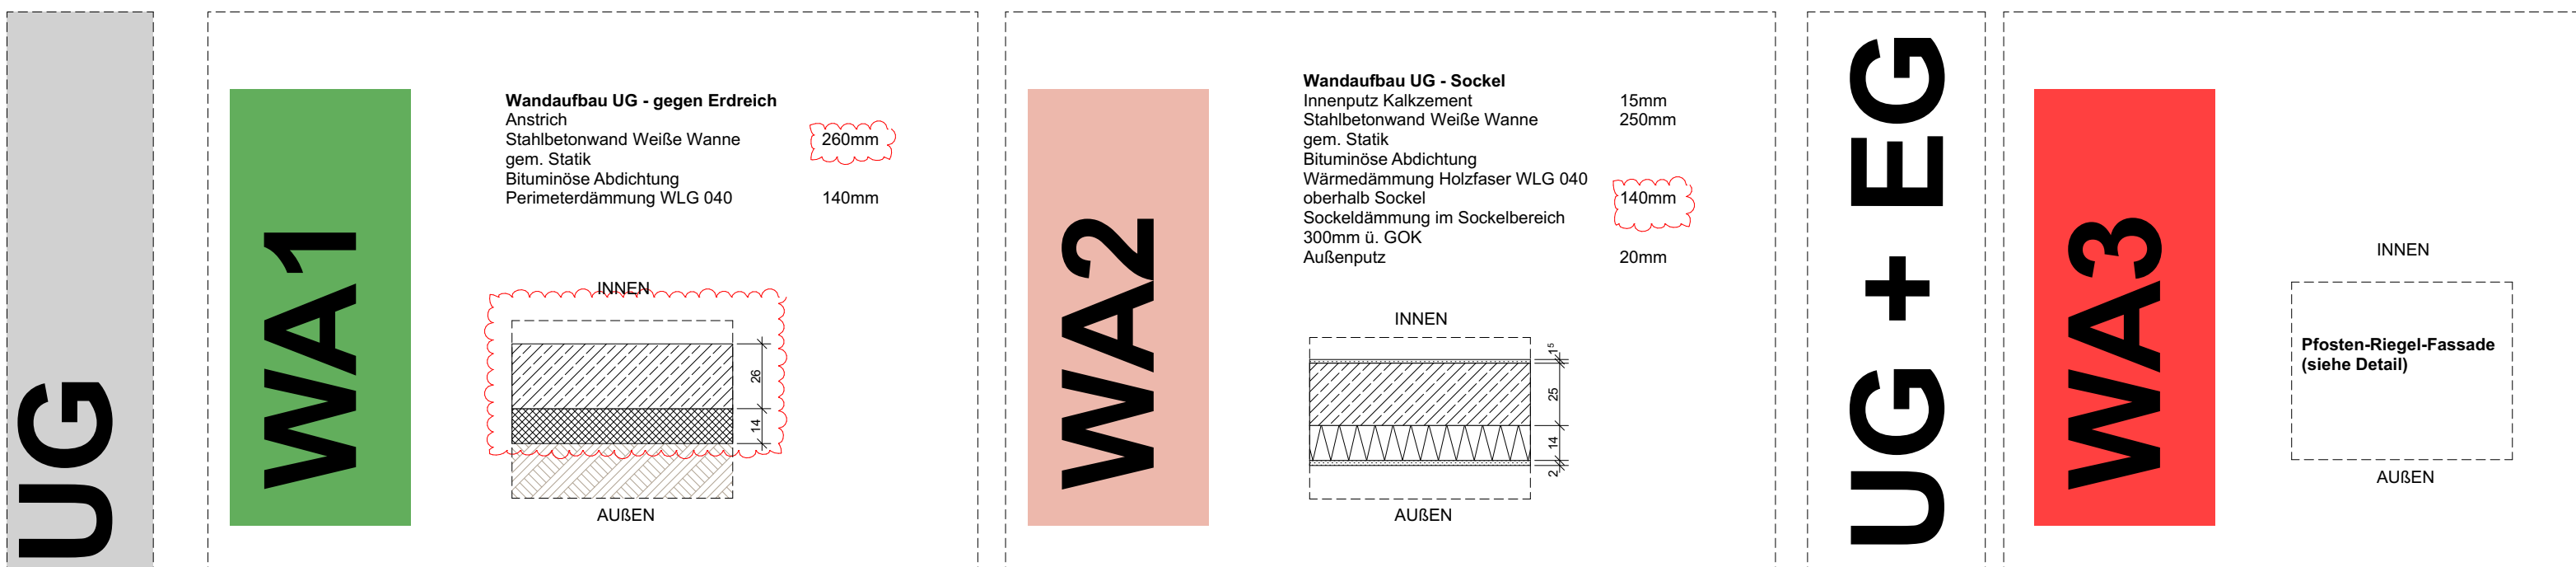 UG
WA1
Wandaufbau UG - gegen Erdreich
Anstrich
Stahlbetonwand Weiße Wanne 260mm
gem. Statik
Bituminöse Abdichtung
Perimeterdämmung WLG 040 140mm
INNEN
26
14
AUßEN
WA2
Wandaufbau UG - Sockel
Innenputz Kalkzement 15mm
Stahlbetonwand Weiße Wanne 250mm
gem. Statik
Bituminöse Abdichtung
Wärmedämmung Holzfaser WLG 040
oberhalb Sockel 140mm
Sockeldämmung im Sockelbereich
300mm ü. GOK
Außenputz 20mm
INNEN
1⁵
25
14
2
AUßEN
UG + EG
WA3
INNEN
Pfosten-Riegel-Fassade
(siehe Detail)
AUßEN